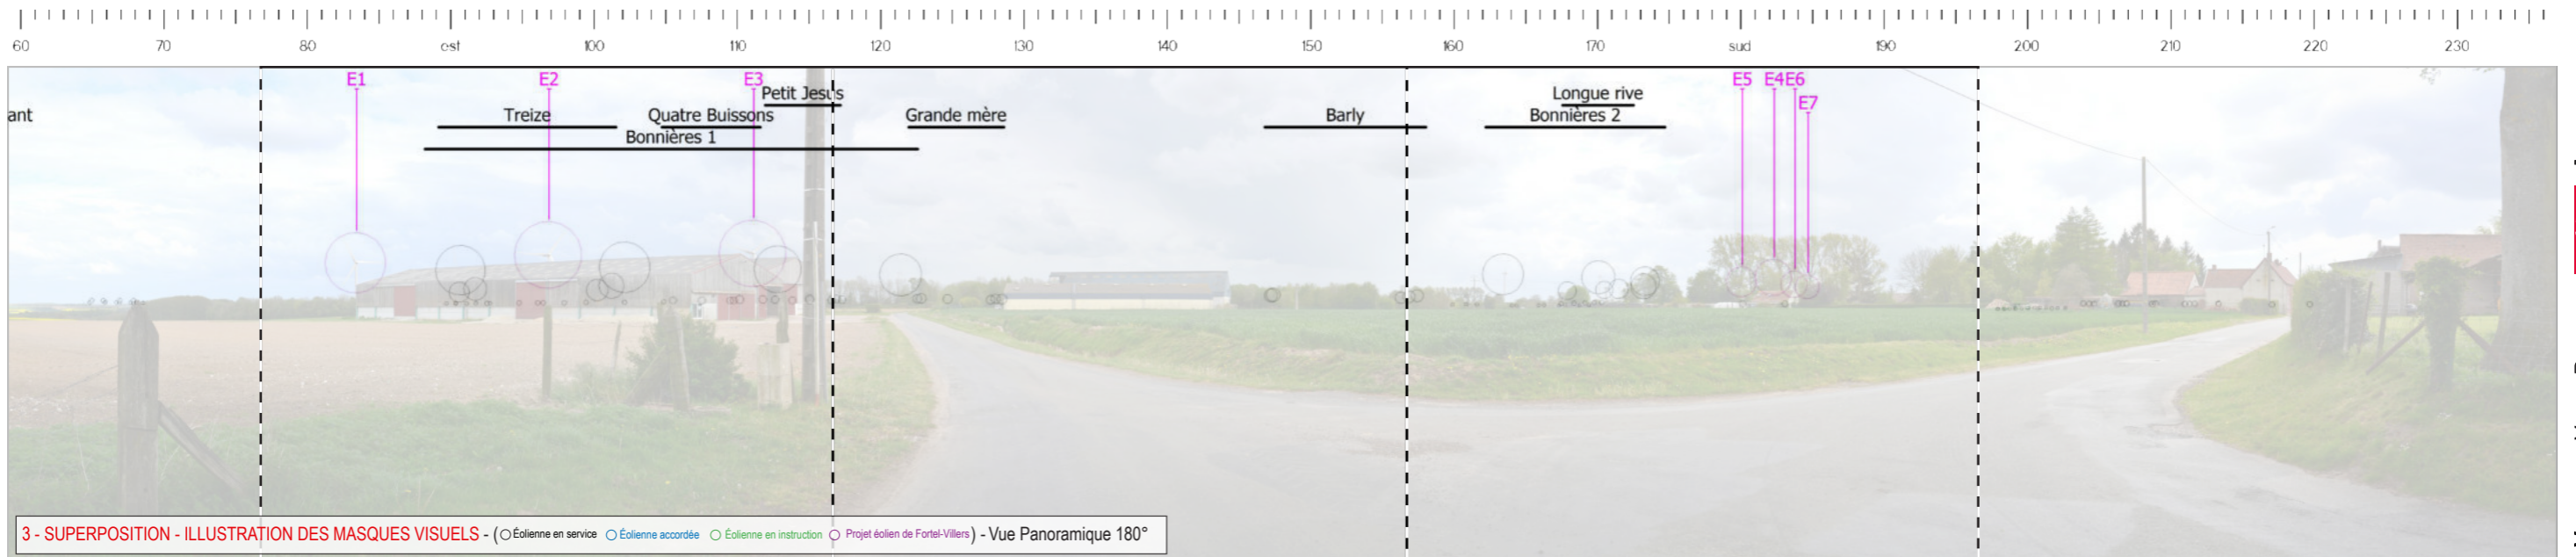 60 70 80 est 100 110 120 130 140 150 160 170 sud 190 200 210 220 230
E1 E2 E3 E5 E4 E6
Petit Jesus Longue rive E7
ant Treize Quatre Buissons Grande mère Barly Bonnières 2
Bonnières 1
3 - SUPERPOSITION - ILLUSTRATION DES MASQUES VISUELS - (Éolienne en service Éolienne accordée Éolienne en instruction Projet éolien de Fortel-Villers) - Vue Panoramique 180°